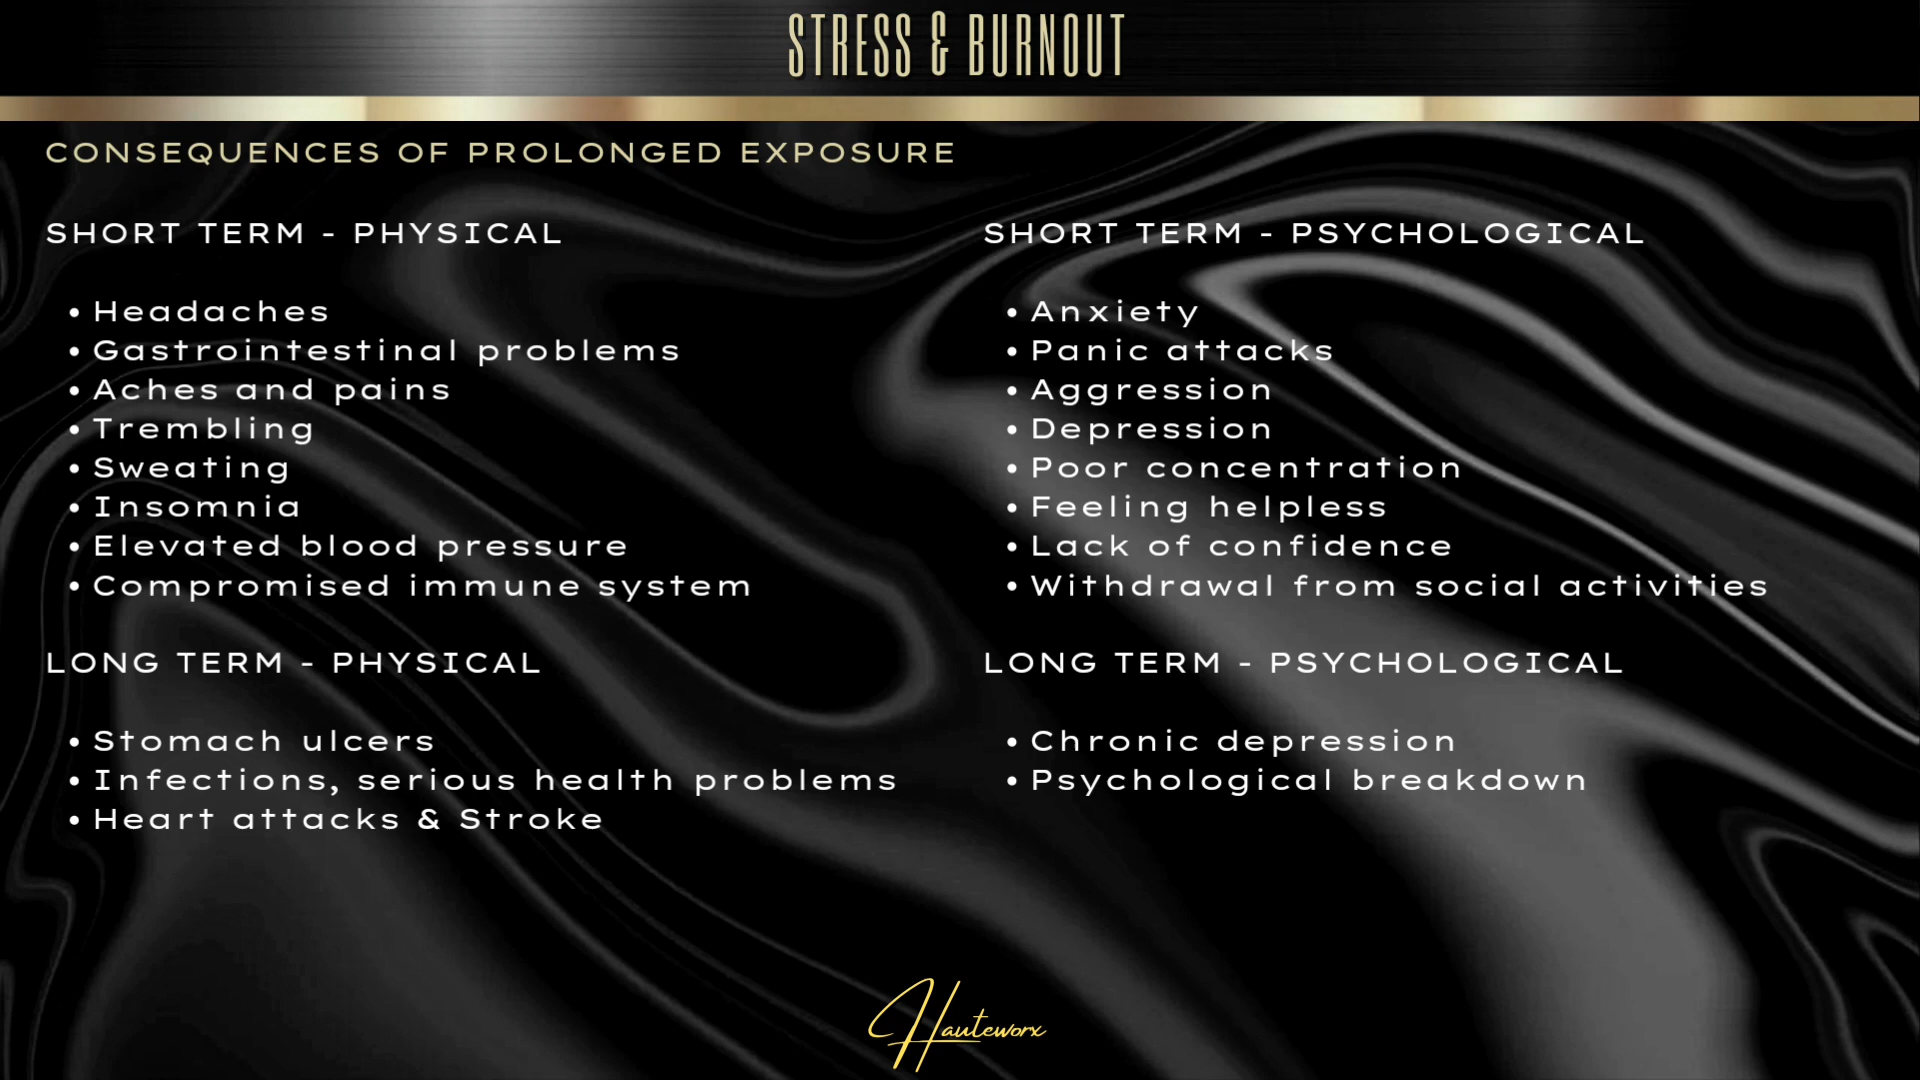 STRESS & BURNOUT
CONSEQUENCES OF PROLONGED EXPOSURE
SHORT TERM - PHYSICAL
• Headaches
• Gastrointestinal problems
• Aches and pains
• Trembling
• Sweating
• Insomnia
• Elevated blood pressure
• Compromised immune system
LONG TERM - PHYSICAL
• Stomach ulcers
• Infections, serious health problems
• Heart attacks & Stroke
SHORT TERM - PSYCHOLOGICAL
• Anxiety
• Panic attacks
• Aggression
• Depression
• Poor concentration
• Feeling helpless
• Lack of confidence
• Withdrawal from social activities
LONG TERM - PSYCHOLOGICAL
• Chronic depression
• Psychological breakdown
Hauteworx